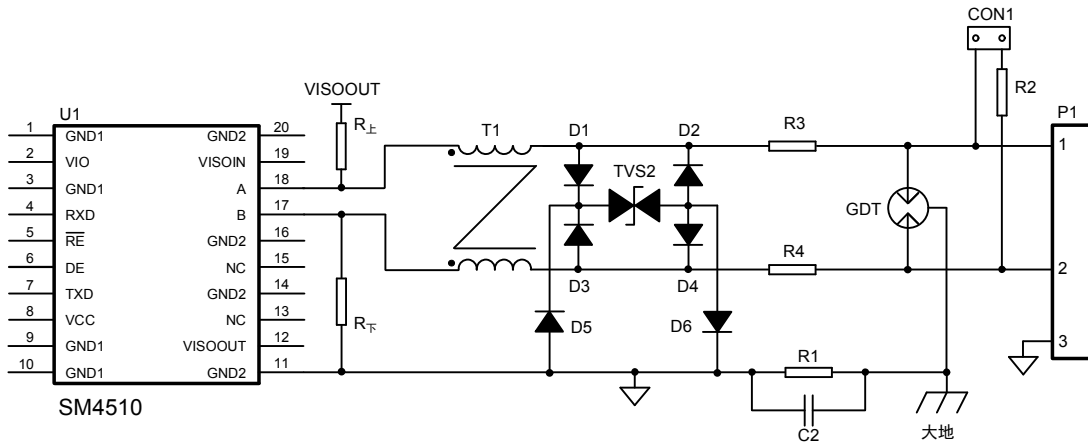 CON1
R2
P1
VISOOUT
U1
R上
T1
D1
D2
R3
1
GND1
GND2
20
1
2
VIO
VISOIN
19
TVS2
3
GND1
A
18
4
RXD
B
17
GDT
5
RE
GND2
16
6
DE
NC
15
R4
2
7
TXD
GND2
14
D3
D4
8
VCC
NC
13
R下
D5
D6
9
GND1
VISOOUT
12
3
10
GND1
GND2
11
R1
SM4510
C2
大地